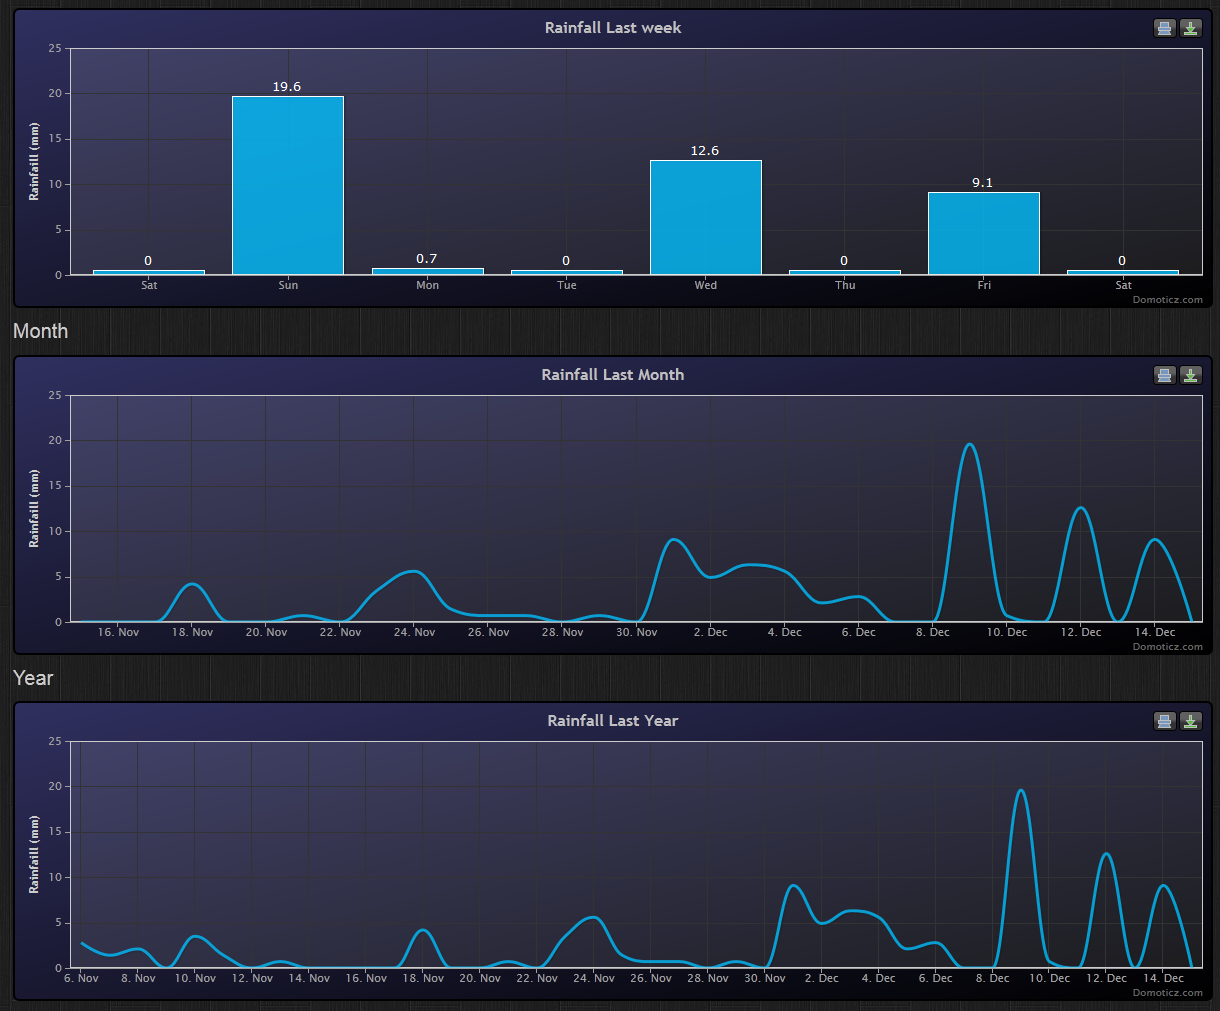 Rainfall Last week
25
20
15
10
5
0
Rainfaill (mm)
0
19.6
0.7
0
12.6
0
9.1
0
Sat Sun Mon Tue Wed Thu Fri Sat
Domoticz.com
Month
Rainfall Last Month
25
20
15
10
5
0
Rainfaill (mm)
16. Nov 18. Nov 20. Nov 22. Nov 24. Nov 26. Nov 28. Nov 30. Nov 2. Dec 4. Dec 6. Dec 8. Dec 10. Dec 12. Dec 14. Dec
Domoticz.com
Year
Rainfall Last Year
25
20
15
10
5
0
Rainfaill (mm)
6. Nov 8. Nov 10. Nov 12. Nov 14. Nov 16. Nov 18. Nov 20. Nov 22. Nov 24. Nov 26. Nov 28. Nov 30. Nov 2. Dec 4. Dec 6. Dec 8. Dec 10. Dec 12. Dec 14. Dec
Domoticz.com